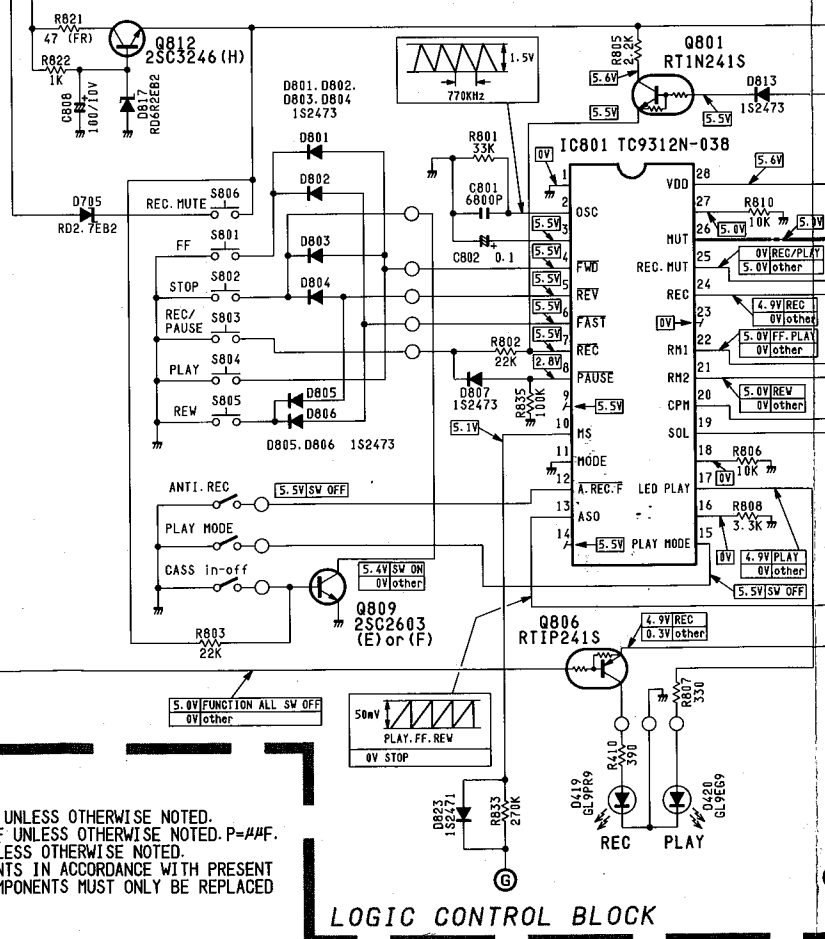 R821
47 (FR)
Q812
2SC3246(H)
R822
1K
C808
100/10V
D817
RD6R2EB2
D801.D802.
D803.D804
1S2473
D801
D802
D803
D804
D705
RD2.7EB2
REC.MUTE
S806
FF
S801
STOP
S802
REC/
PAUSE
S803
PLAY
S804
REW
S805
D805
D806
D805.D806 1S2473
ANTI.REC
5.5V SW OFF
PLAY MODE
CASS in-off
5.4V SW ON
0V other
Q809
2SC2603
(E) or (F)
R803
22K
5.0V FUNCTION ALL SW OFF
0V other
1.5V
770KHz
R801
33K
C801
6800P
C802 0.1
R802
22K
D807
1S2473
R835
100K
R805
2.2K
Q801
RT1N241S
D813
1S2473
5.6V
5.5V
5.5V
IC801 TC9312N-038
0V
1
2
OSC
3
5.5V
4
5.5V
FWD
5
5.5V
REV
6
5.5V
FAST
7
5.5V
REC
8
2.8V
PAUSE
9
5.5V
10
5.1V
MS
11
MODE
12
A.REC.F
13
ASO
14
5.5V
28
VDD
5.6V
27
5.0V
R810
10K
26
MUT
5.0V
25
REC.MUT
0V REC/PLAY
5.0V other
24
REC
4.9V REC
0V other
23
0V
22
RM1
5.0V FF.PLAY
0V other
21
RM2
5.0V REW
0V other
20
CPM
19
SOL
18
R806
10K
0V
17
LED PLAY
4.9V PLAY
0V other
16
R808
3.3K
0V
15
PLAY MODE
5.5V SW OFF
Q806
RTIP241S
4.9V REC
0.3V other
R807
330
R410
390
D419
GL9PR9
D420
GL9EG9
REC
PLAY
50mV
PLAY.FF.REW
0V STOP
D823
1S2471
R833
270K
G
UNLESS OTHERWISE NOTED.
F UNLESS OTHERWISE NOTED. P=μμF.
LESS OTHERWISE NOTED.
NTS IN ACCORDANCE WITH PRESENT
MPONENTS MUST ONLY BE REPLACED
LOGIC CONTROL BLOCK